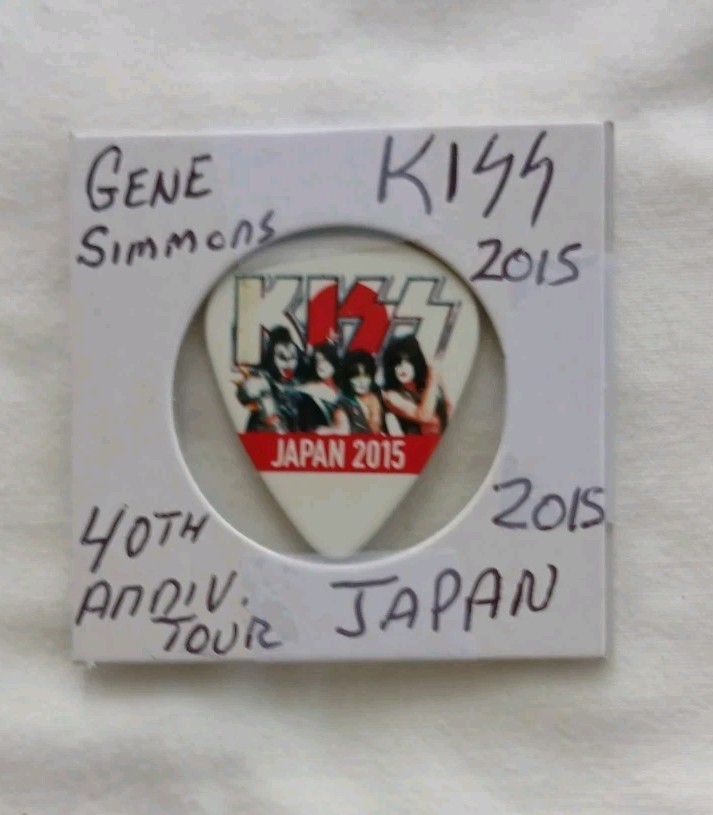 GENE
Simmons
KISS
2015
KISS
JAPAN 2015
40TH
ANNIV.
TOUR
2015
JAPAN